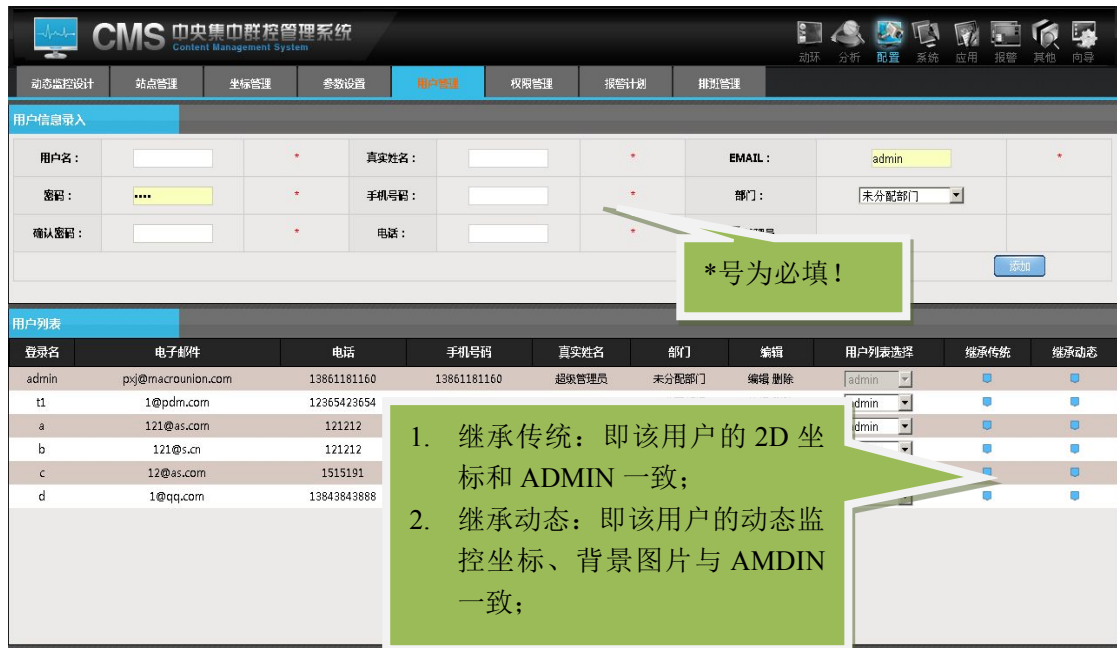 CMS 中央集中群控管理系统
Content Management System
动环 分析 配置 系统 应用 报警 其他 向导
动态监控设计 站点管理 坐标管理 参数设置 用户管理 权限管理 报警计划 排班管理
用户信息录入
用户名： * 真实姓名： * EMAIL： admin *
密码： •••• * 手机号码： * 部门： 未分配部门
确认密码： * 电话： *
*号为必填！
添加
用户列表
登录名 电子邮件 电话 手机号码 真实姓名 部门 编辑 用户列表选择 继承传统 继承动态
admin pxj@macrounion.com 13861181160 13861181160 超级管理员 未分配部门 编辑 删除 admin
t1 1@pdm.com 12365423654 dmin
a 121@as.com 121212 dmin
b 121@s.cn 121212
c 12@as.com 1515191
d 1@qq.com 13843843888
1. 继承传统：即该用户的 2D 坐
标和 ADMIN 一致；
2. 继承动态：即该用户的动态监
控坐标、背景图片与 AMDIN
一致；